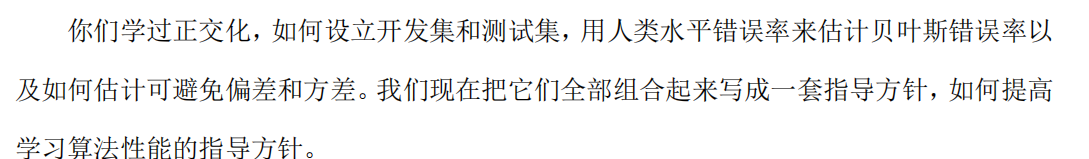 你们学过正交化，如何设立开发集和测试集，用人类水平错误率来估计贝叶斯错误率以
及如何估计可避免偏差和方差。我们现在把它们全部组合起来写成一套指导方针，如何提高
学习算法性能的指导方针。